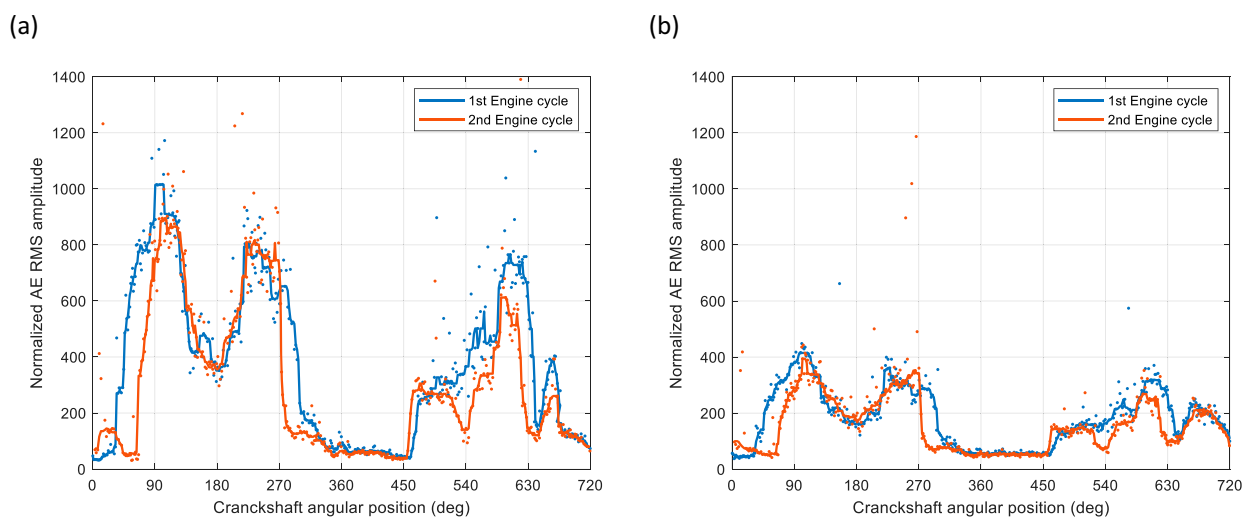 (a)
(b)
1400
1200
1000
800
600
400
200
0
Normalized AE RMS amplitude
1st Engine cycle
2nd Engine cycle
0 90 180 270 360 450 540 630 720
Crankshaft angular position (deg)
1400
1200
1000
800
600
400
200
0
Normalized AE RMS amplitude
1st Engine cycle
2nd Engine cycle
0 90 180 270 360 450 540 630 720
Crankshaft angular position (deg)